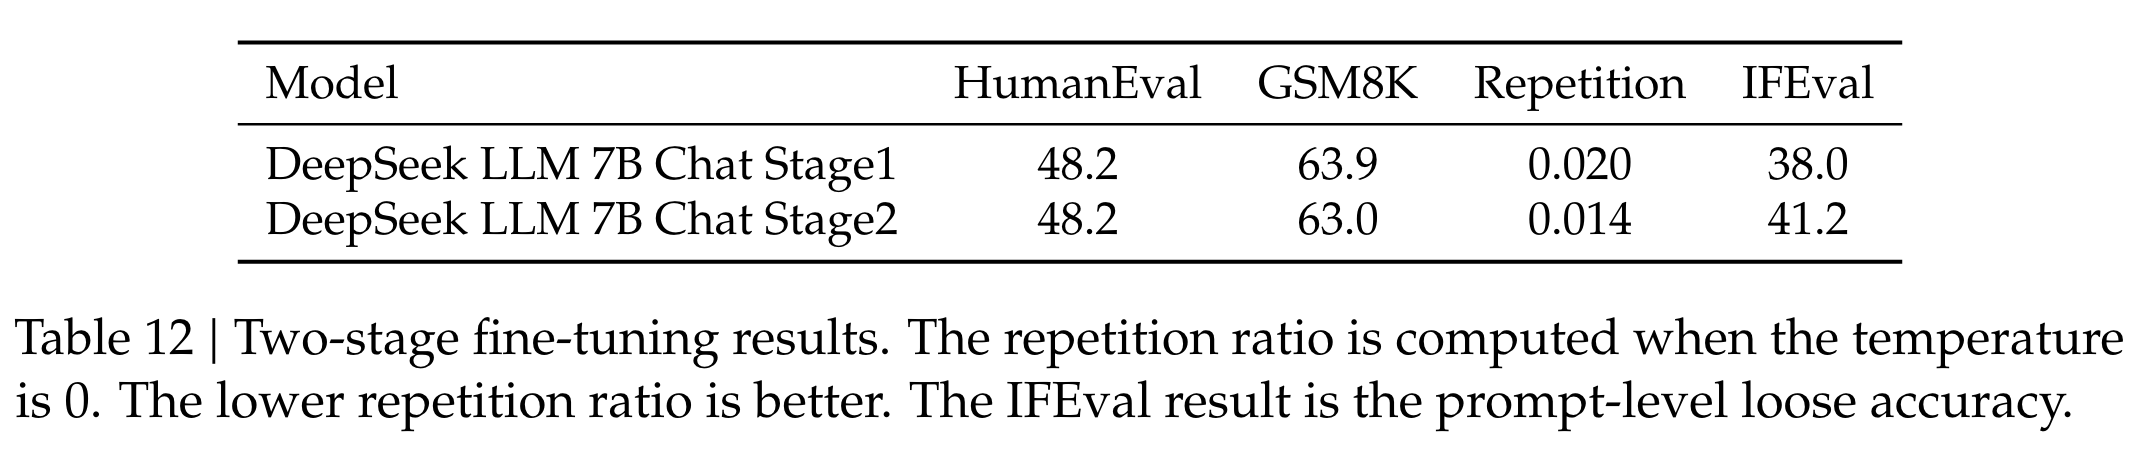 Model HumanEval GSM8K Repetition IFEval
DeepSeek LLM 7B Chat Stage1 48.2 63.9 0.020 38.0
DeepSeek LLM 7B Chat Stage2 48.2 63.0 0.014 41.2
Table 12 | Two-stage fine-tuning results. The repetition ratio is computed when the temperature
is 0. The lower repetition ratio is better. The IFEval result is the prompt-level loose accuracy.